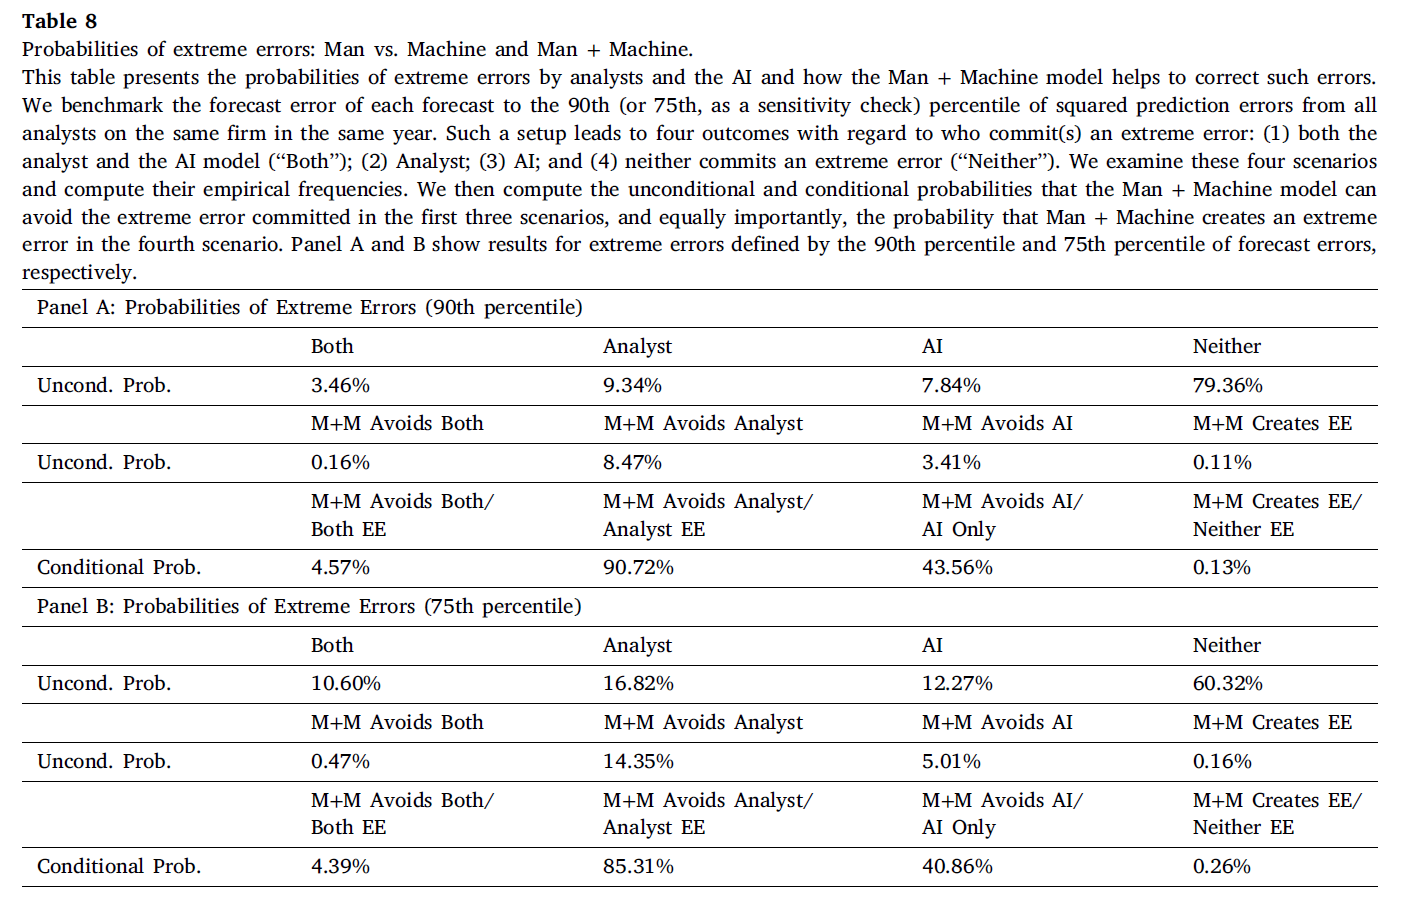 Table 8
Probabilities of extreme errors: Man vs. Machine and Man + Machine.
This table presents the probabilities of extreme errors by analysts and the AI and how the Man + Machine model helps to correct such errors.
We benchmark the forecast error of each forecast to the 90th (or 75th, as a sensitivity check) percentile of squared prediction errors from all
analysts on the same firm in the same year. Such a setup leads to four outcomes with regard to who commit(s) an extreme error: (1) both the
analyst and the AI model (“Both”); (2) Analyst; (3) AI; and (4) neither commits an extreme error (“Neither”). We examine these four scenarios
and compute their empirical frequencies. We then compute the unconditional and conditional probabilities that the Man + Machine model can
avoid the extreme error committed in the first three scenarios, and equally importantly, the probability that Man + Machine creates an extreme
error in the fourth scenario. Panel A and B show results for extreme errors defined by the 90th percentile and 75th percentile of forecast errors,
respectively.
Panel A: Probabilities of Extreme Errors (90th percentile)
Both Analyst AI Neither
Uncond. Prob. 3.46% 9.34% 7.84% 79.36%
M+M Avoids Both M+M Avoids Analyst M+M Avoids AI M+M Creates EE
Uncond. Prob. 0.16% 8.47% 3.41% 0.11%
M+M Avoids Both/ M+M Avoids Analyst/ M+M Avoids AI/ M+M Creates EE/
Both EE Analyst EE AI Only Neither EE
Conditional Prob. 4.57% 90.72% 43.56% 0.13%
Panel B: Probabilities of Extreme Errors (75th percentile)
Both Analyst AI Neither
Uncond. Prob. 10.60% 16.82% 12.27% 60.32%
M+M Avoids Both M+M Avoids Analyst M+M Avoids AI M+M Creates EE
Uncond. Prob. 0.47% 14.35% 5.01% 0.16%
M+M Avoids Both/ M+M Avoids Analyst/ M+M Avoids AI/ M+M Creates EE/
Both EE Analyst EE AI Only Neither EE
Conditional Prob. 4.39% 85.31% 40.86% 0.26%